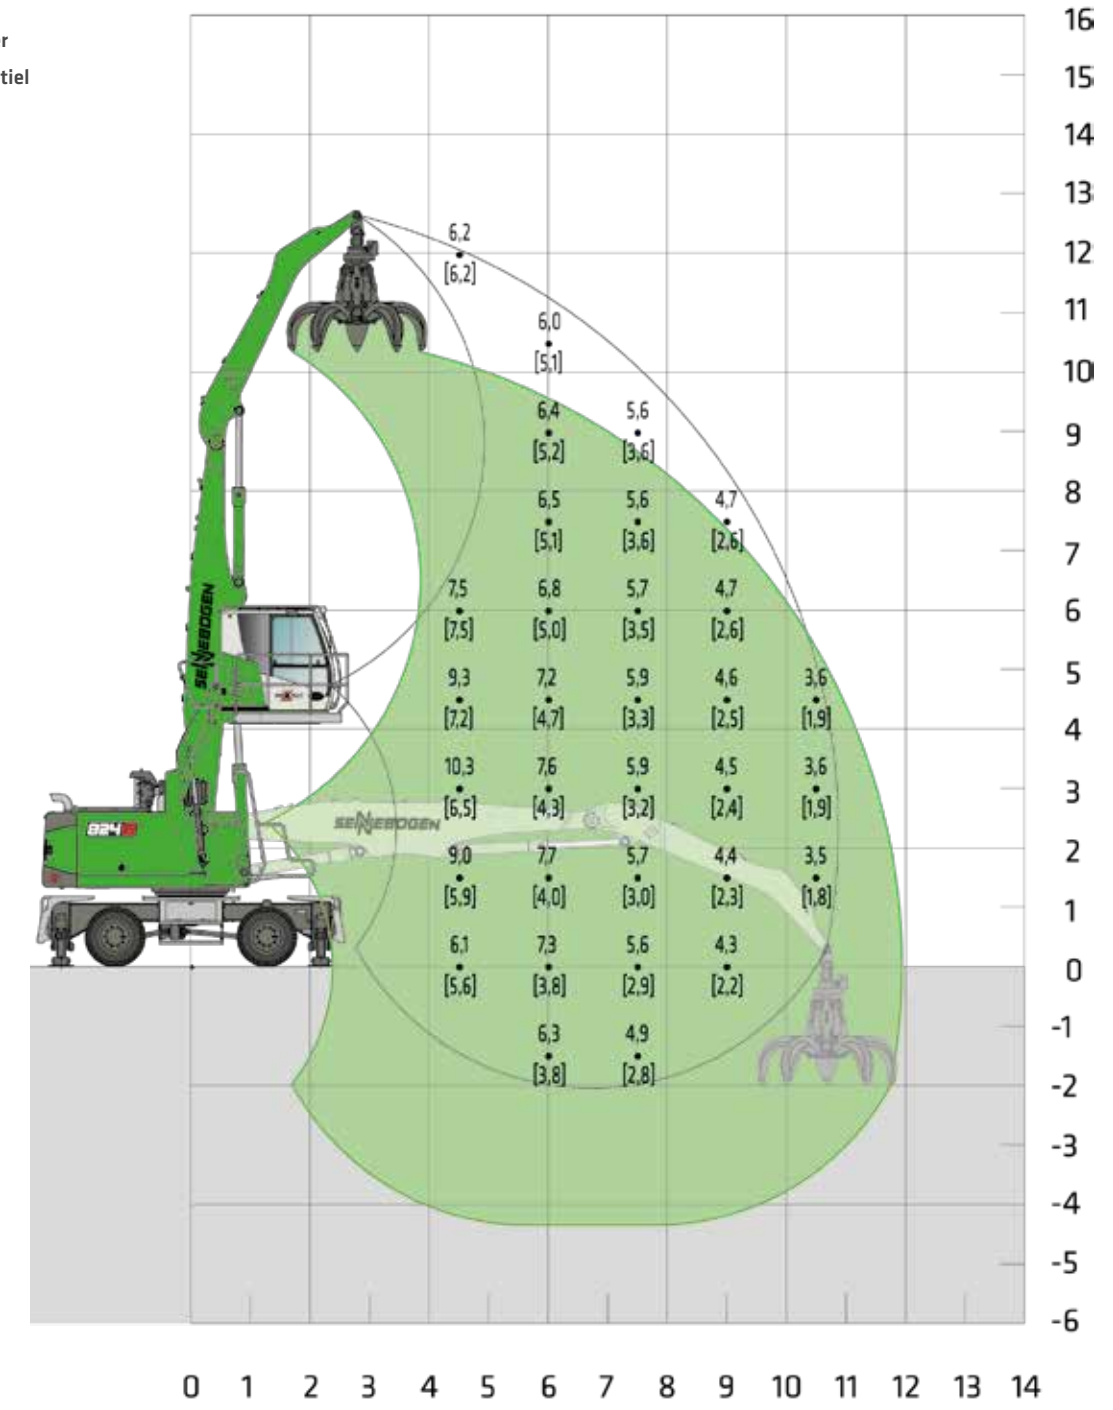 er
tiel
16
15
14
13
12
11
10
9
8
7
6
5
4
3
2
1
0
-1
-2
-3
-4
-5
-6
6,2
[6,2]
6,0
[5,1]
6,4 5,6
[5,2] [3,6]
6,5 5,6 4,7
[5,1] [3,6] [2,6]
7,5 6,8 5,7 4,7
[7,5] [5,0] [3,5] [2,6]
9,3 7,2 5,9 4,6 3,6
[7,2] [4,7] [3,3] [2,5] [1,9]
10,3 7,6 5,9 4,5 3,6
[6,5] [4,3] [3,2] [2,4] [1,9]
9,0 7,7 5,7 4,4 3,5
[5,9] [4,0] [3,0] [2,3] [1,8]
6,1 7,3 5,6 4,3
[5,6] [3,8] [2,9] [2,2]
6,3 4,9
[3,8] [2,8]
SENNEBOGEN
SENNEBOGEN
824
0 1 2 3 4 5 6 7 8 9 10 11 12 13 14